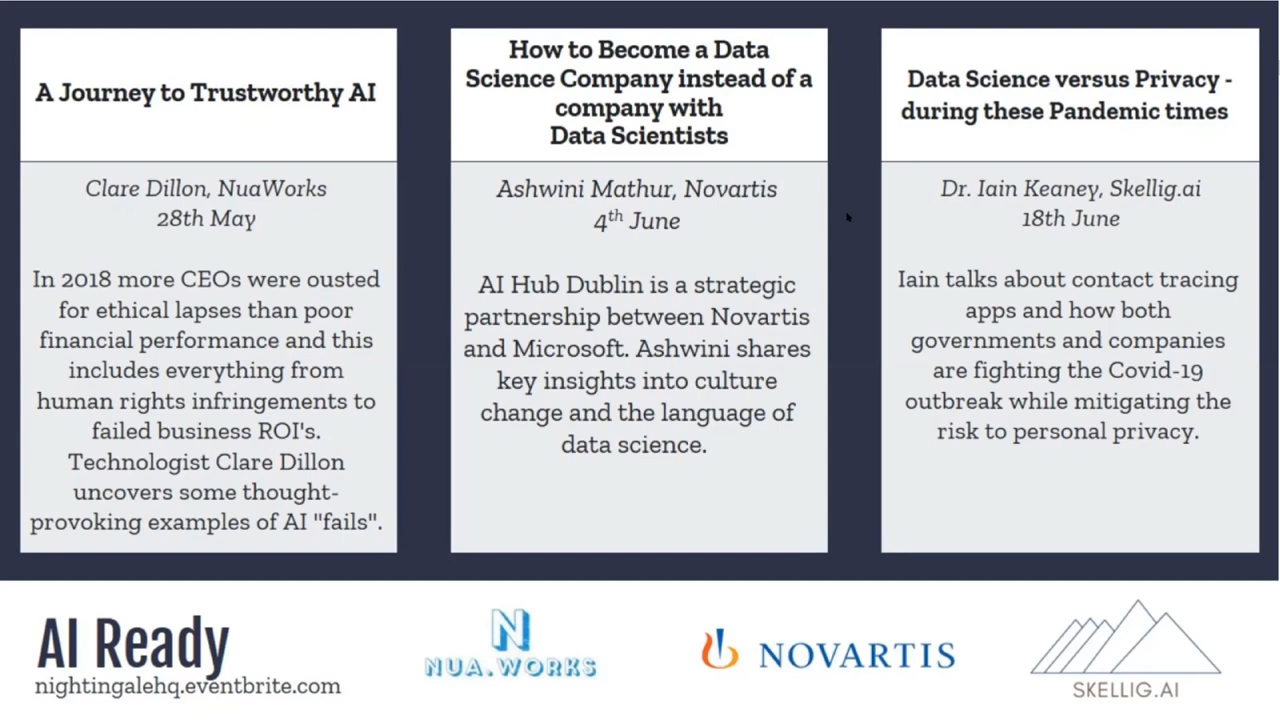 A Journey to Trustworthy AI
Clare Dillon, NuaWorks
28th May
In 2018 more CEOs were ousted
for ethical lapses than poor
financial performance and this
includes everything from
human rights infringements to
failed business ROI's.
Technologist Clare Dillon
uncovers some thought-
provoking examples of AI "fails".
How to Become a Data
Science Company instead of a
company with
Data Scientists
Ashwini Mathur, Novartis
4th June
AI Hub Dublin is a strategic
partnership between Novartis
and Microsoft. Ashwini shares
key insights into culture
change and the language of
data science.
Data Science versus Privacy -
during these Pandemic times
Dr. Iain Keaney, Skellig.ai
18th June
Iain talks about contact tracing
apps and how both
governments and companies
are fighting the Covid-19
outbreak while mitigating the
risk to personal privacy.
AI Ready
nightingalehq.eventbrite.com
N
NUA.WORKS
NOVARTIS
SKELLIG.AI